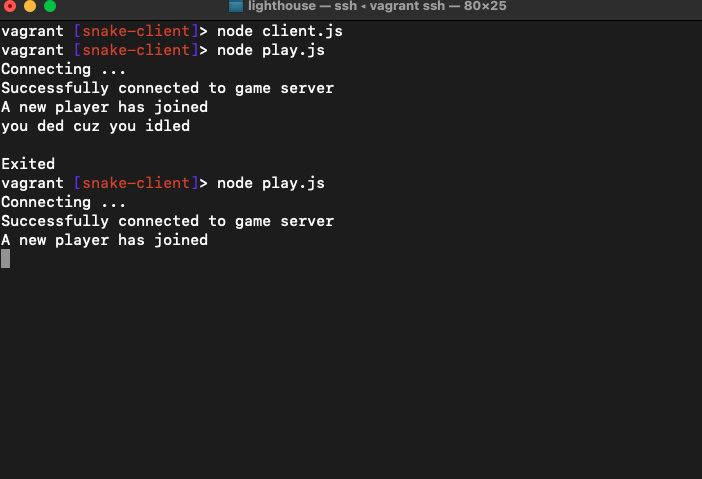 lighthouse — ssh ◂ vagrant ssh — 80×25
vagrant [snake-client]> node client.js
vagrant [snake-client]> node play.js
Connecting ...
Successfully connected to game server
A new player has joined
you ded cuz you idled
Exited
vagrant [snake-client]> node play.js
Connecting ...
Successfully connected to game server
A new player has joined